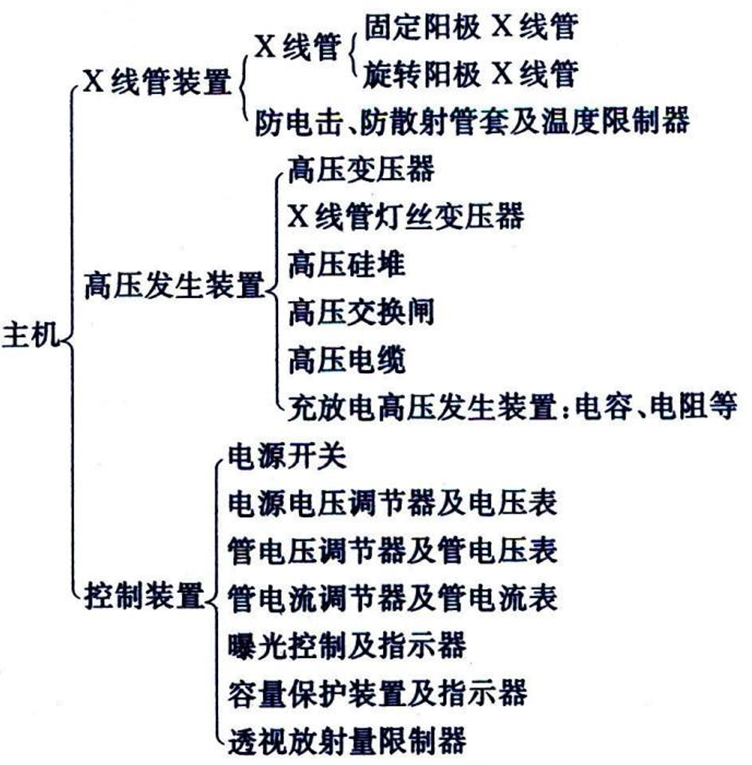 固定阳极 X 线管
X 线管
旋转阳极 X 线管
X 线管装置
防电击、防散射管套及温度限制器
高压变压器
X 线管灯丝变压器
高压硅堆
高压发生装置
高压交换闸
主机
高压电缆
充放电高压发生装置:电容、电阻等
电源开关
电源电压调节器及电压表
管电压调节器及管电压表
控制装置
管电流调节器及管电流表
曝光控制及指示器
容量保护装置及指示器
透视放射量限制器